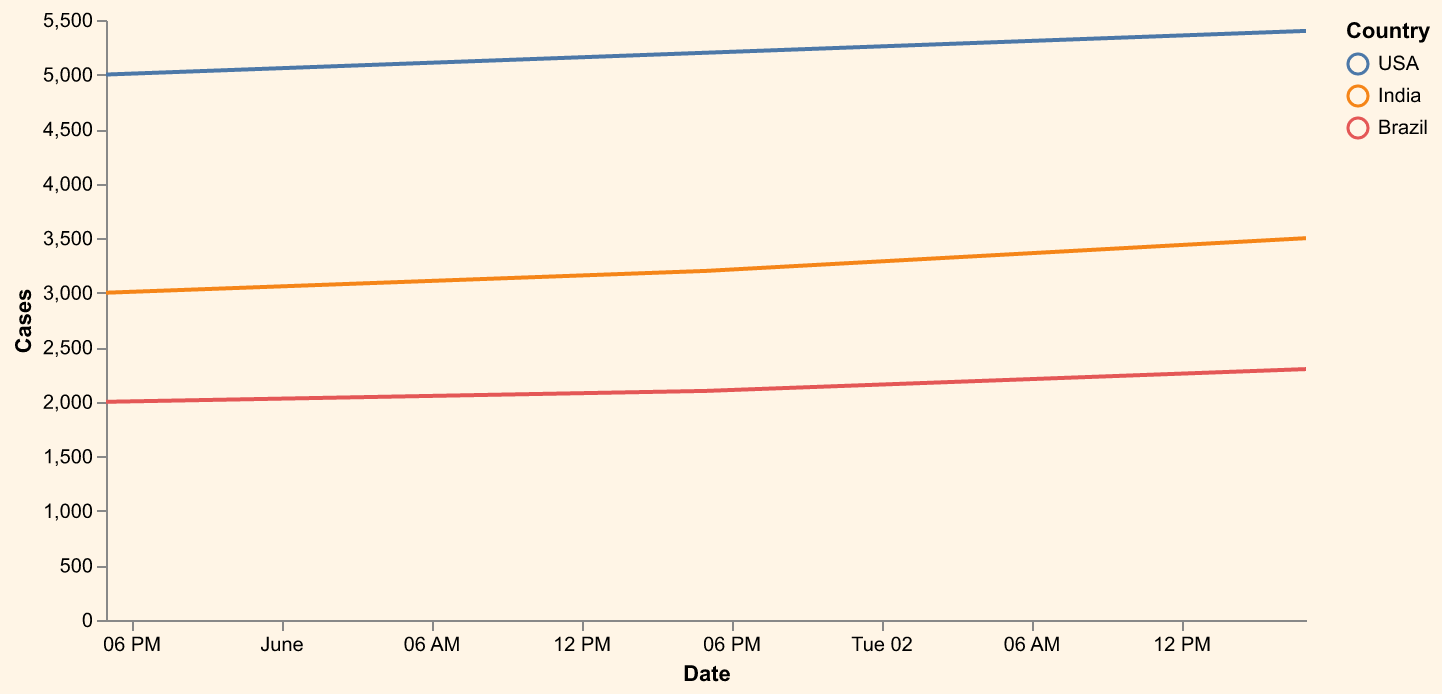 5,500
5,000
4,500
4,000
3,500
3,000
2,500
2,000
1,500
1,000
500
0
Cases
06 PM June 06 AM 12 PM 06 PM Tue 02 06 AM 12 PM
Date
Country
USA
India
Brazil